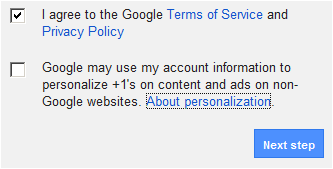 I agree to the Google Terms of Service and
Privacy Policy
Google may use my account information to
personalize +1's on content and ads on non-
Google websites. About personalization.
Next step